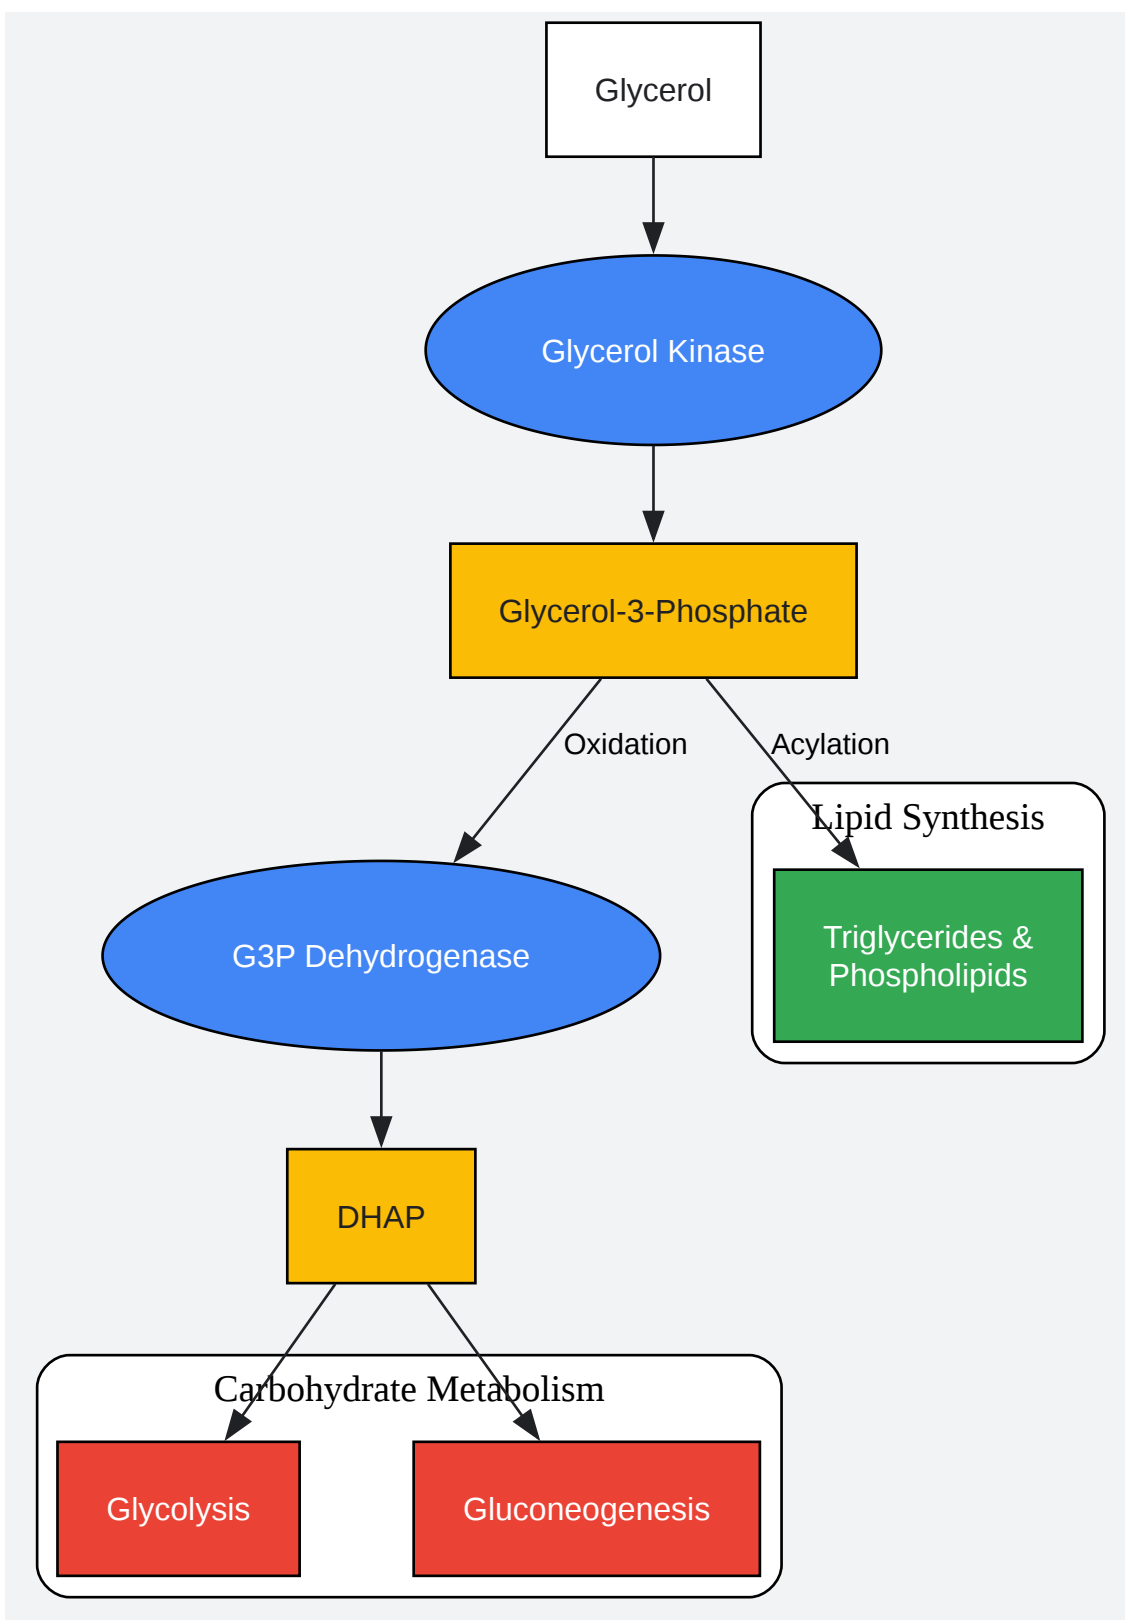 Glycerol
Glycerol Kinase
Glycerol-3-Phosphate
Oxidation
Acylation
Lipid Synthesis
Triglycerides &
Phospholipids
G3P Dehydrogenase
DHAP
Carbohydrate Metabolism
Glycolysis
Gluconeogenesis